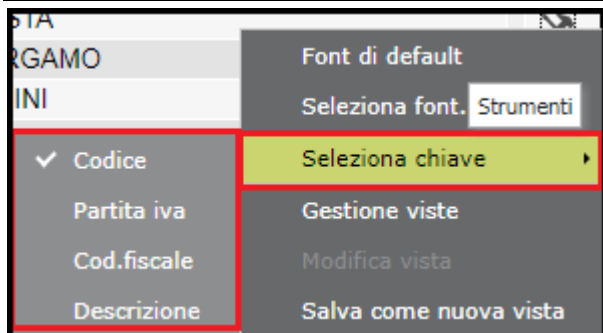 RGAMO
INI
Font di default
Seleziona font.
Strumenti
Seleziona chiave
Gestione viste
Modifica vista
Salva come nuova vista
Codice
Partita iva
Cod.fiscale
Descrizione